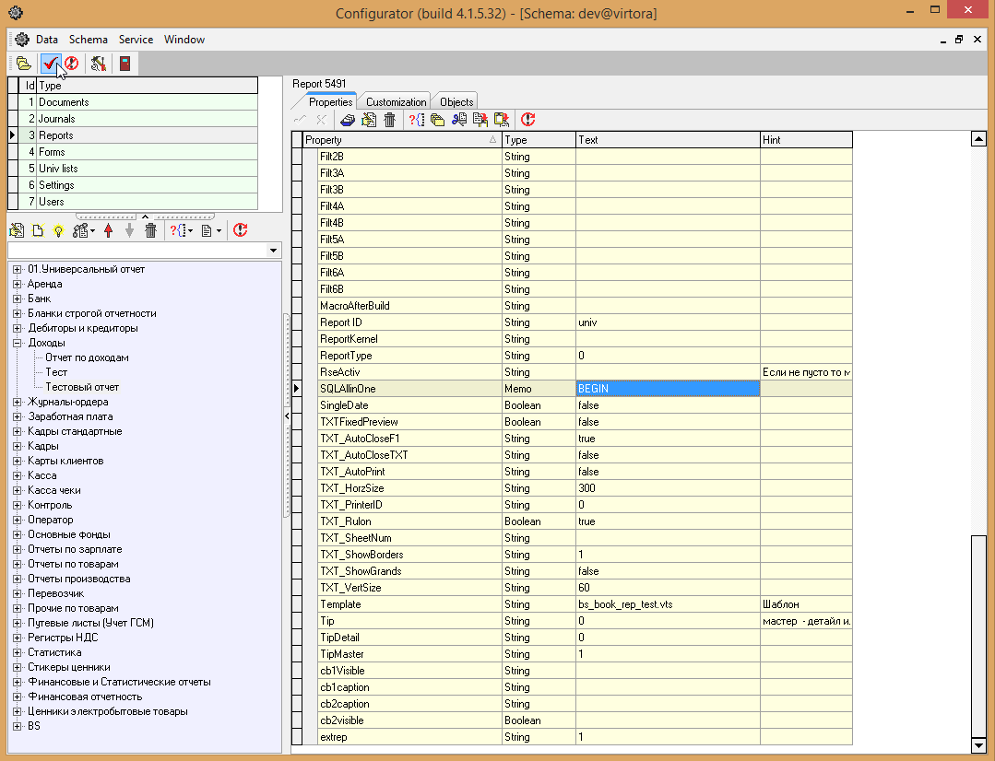 Configurator (build 4.1.5.32) - [Schema: dev@virtora]
Data Schema Service Window
Id Type
1 Documents
2 Journals
3 Reports
4 Forms
5 Univ lists
6 Settings
7 Users
01.Универсальный отчет
Аренда
Банк
Бланки строгой отчетности
Дебиторы и кредиторы
Доходы
Отчет по доходам
Тест
Тестовый отчет
Журналы-ордера
Заработная плата
Кадры стандартные
Кадры
Карты клиентов
Касса
Касса чеки
Контроль
Оператор
Основные фонды
Отчеты по зарплате
Отчеты по товарам
Отчеты производства
Перевозчик
Прочие по товарам
Путевые листы (Учет ГСМ)
Регистры НДС
Статистика
Стикеры ценники
Финансовые и Статистические отчеты
Финансовая отчетность
Ценники электробытовые товары
BS
Report 5491
Properties Customization Objects
Property Type Text Hint
Filt2B String
Filt3A String
Filt3B String
Filt4A String
Filt4B String
Filt5A String
Filt5B String
Filt6A String
Filt6B String
MacroAfterBuild String
Report ID String univ
ReportKernel String
ReportType String 0
RseActiv String Если не пусто то м
SQLAllinOne Memo BEGIN
SingleDate Boolean false
TXTFixedPreview Boolean false
TXT_AutoCloseF1 String true
TXT_AutoCloseTXT String false
TXT_AutoPrint String false
TXT_HorzSize String 300
TXT_PrinterID String 0
TXT_Rulon Boolean true
TXT_SheetNum String
TXT_ShowBorders String 1
TXT_ShowGrands String false
TXT_VertSize String 60
Template String bs_book_rep_test.vts Шаблон
Tip String 0 мастер - детайл и.
TipDetail String 0
TipMaster String 1
cb1Visible String
cb1caption String
cb2caption String
cb2visible Boolean
extrep String 1